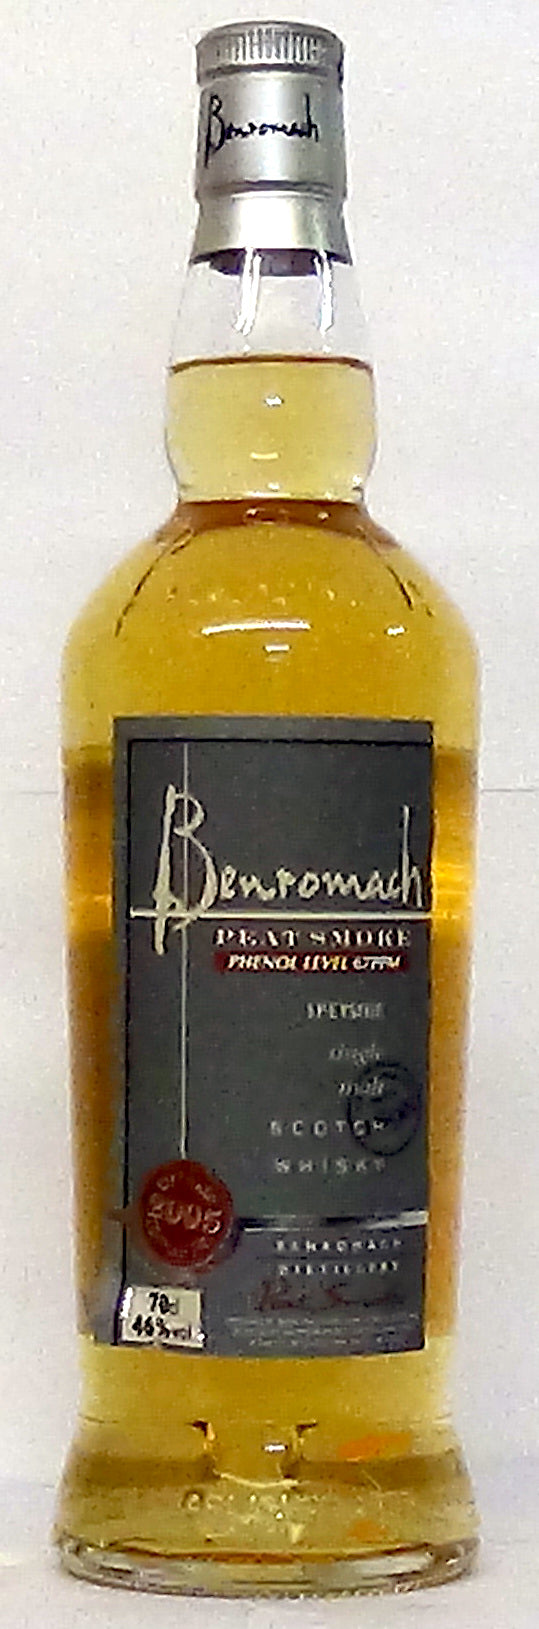 Benromach
Benromach
PEAT SMOKE
PHENOL LEVEL 67PPM
SPEYSIDE
single
malt
SCOTCH
WHISKY
2005
BENROMACH
DISTILLERY
70cl
46%vol